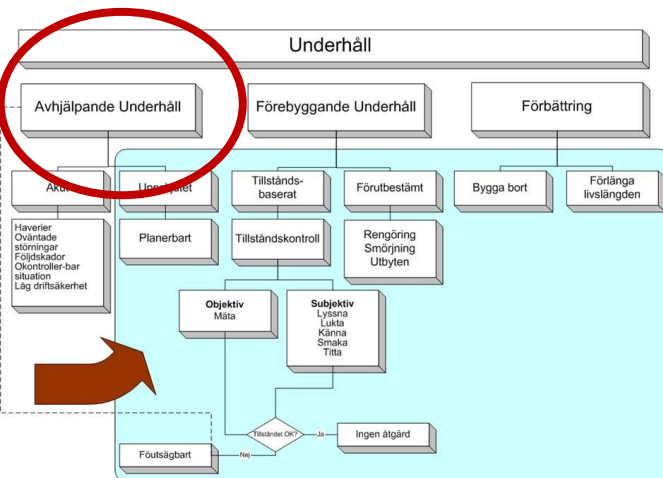 Underhåll
Avhjälpande Underhåll
Förebyggande Underhåll
Förbättring
Tillstånds-
baserat
Förutbestämt
Bygga bort
Förlänga
livslängden
Haverier
Oväntade
störningar
Följdskador
Okontroller-bar
situation
Låg driftsäkerhet
Planerbart
Tillståndskontroll
Rengöring
Smörjning
Utbyten
Objektiv
Mäta
Subjektiv
Lyssna
Lukta
Känna
Smaka
Titta
Tillståndet OK?
Ja
Ingen åtgärd
Nej
Föutsägbart